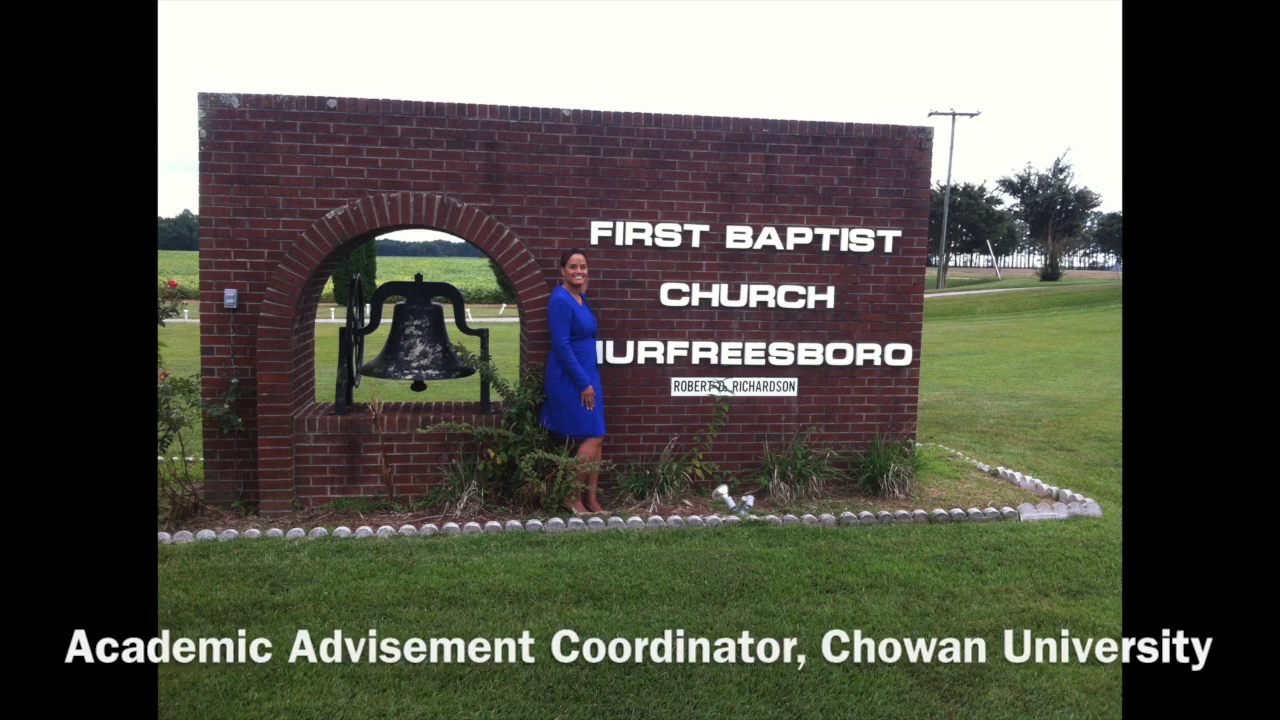 FIRST BAPTIST
CHURCH
MURFREESBORO
ROBERT D. RICHARDSON
Academic Advisement Coordinator, Chowan University